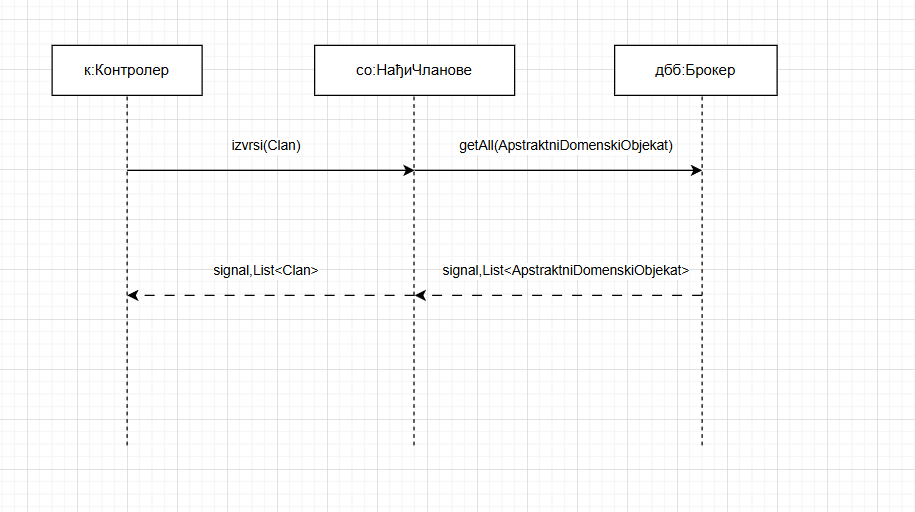 к:Контролер
со:НађиЧланове
дбб:Брокер
izvrsi(Clan)
getAll(ApstraktniDomenskiObjekat)
signal,List<Clan>
signal,List<ApstraktniDomenskiObjekat>